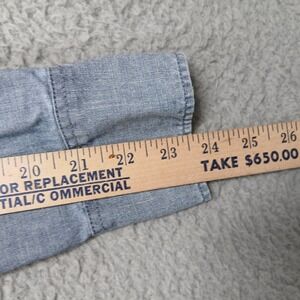 20 21 22 23 24 25 26
OR REPLACEMENT TAKE $650.00
TIAL/C OMMERCIAL